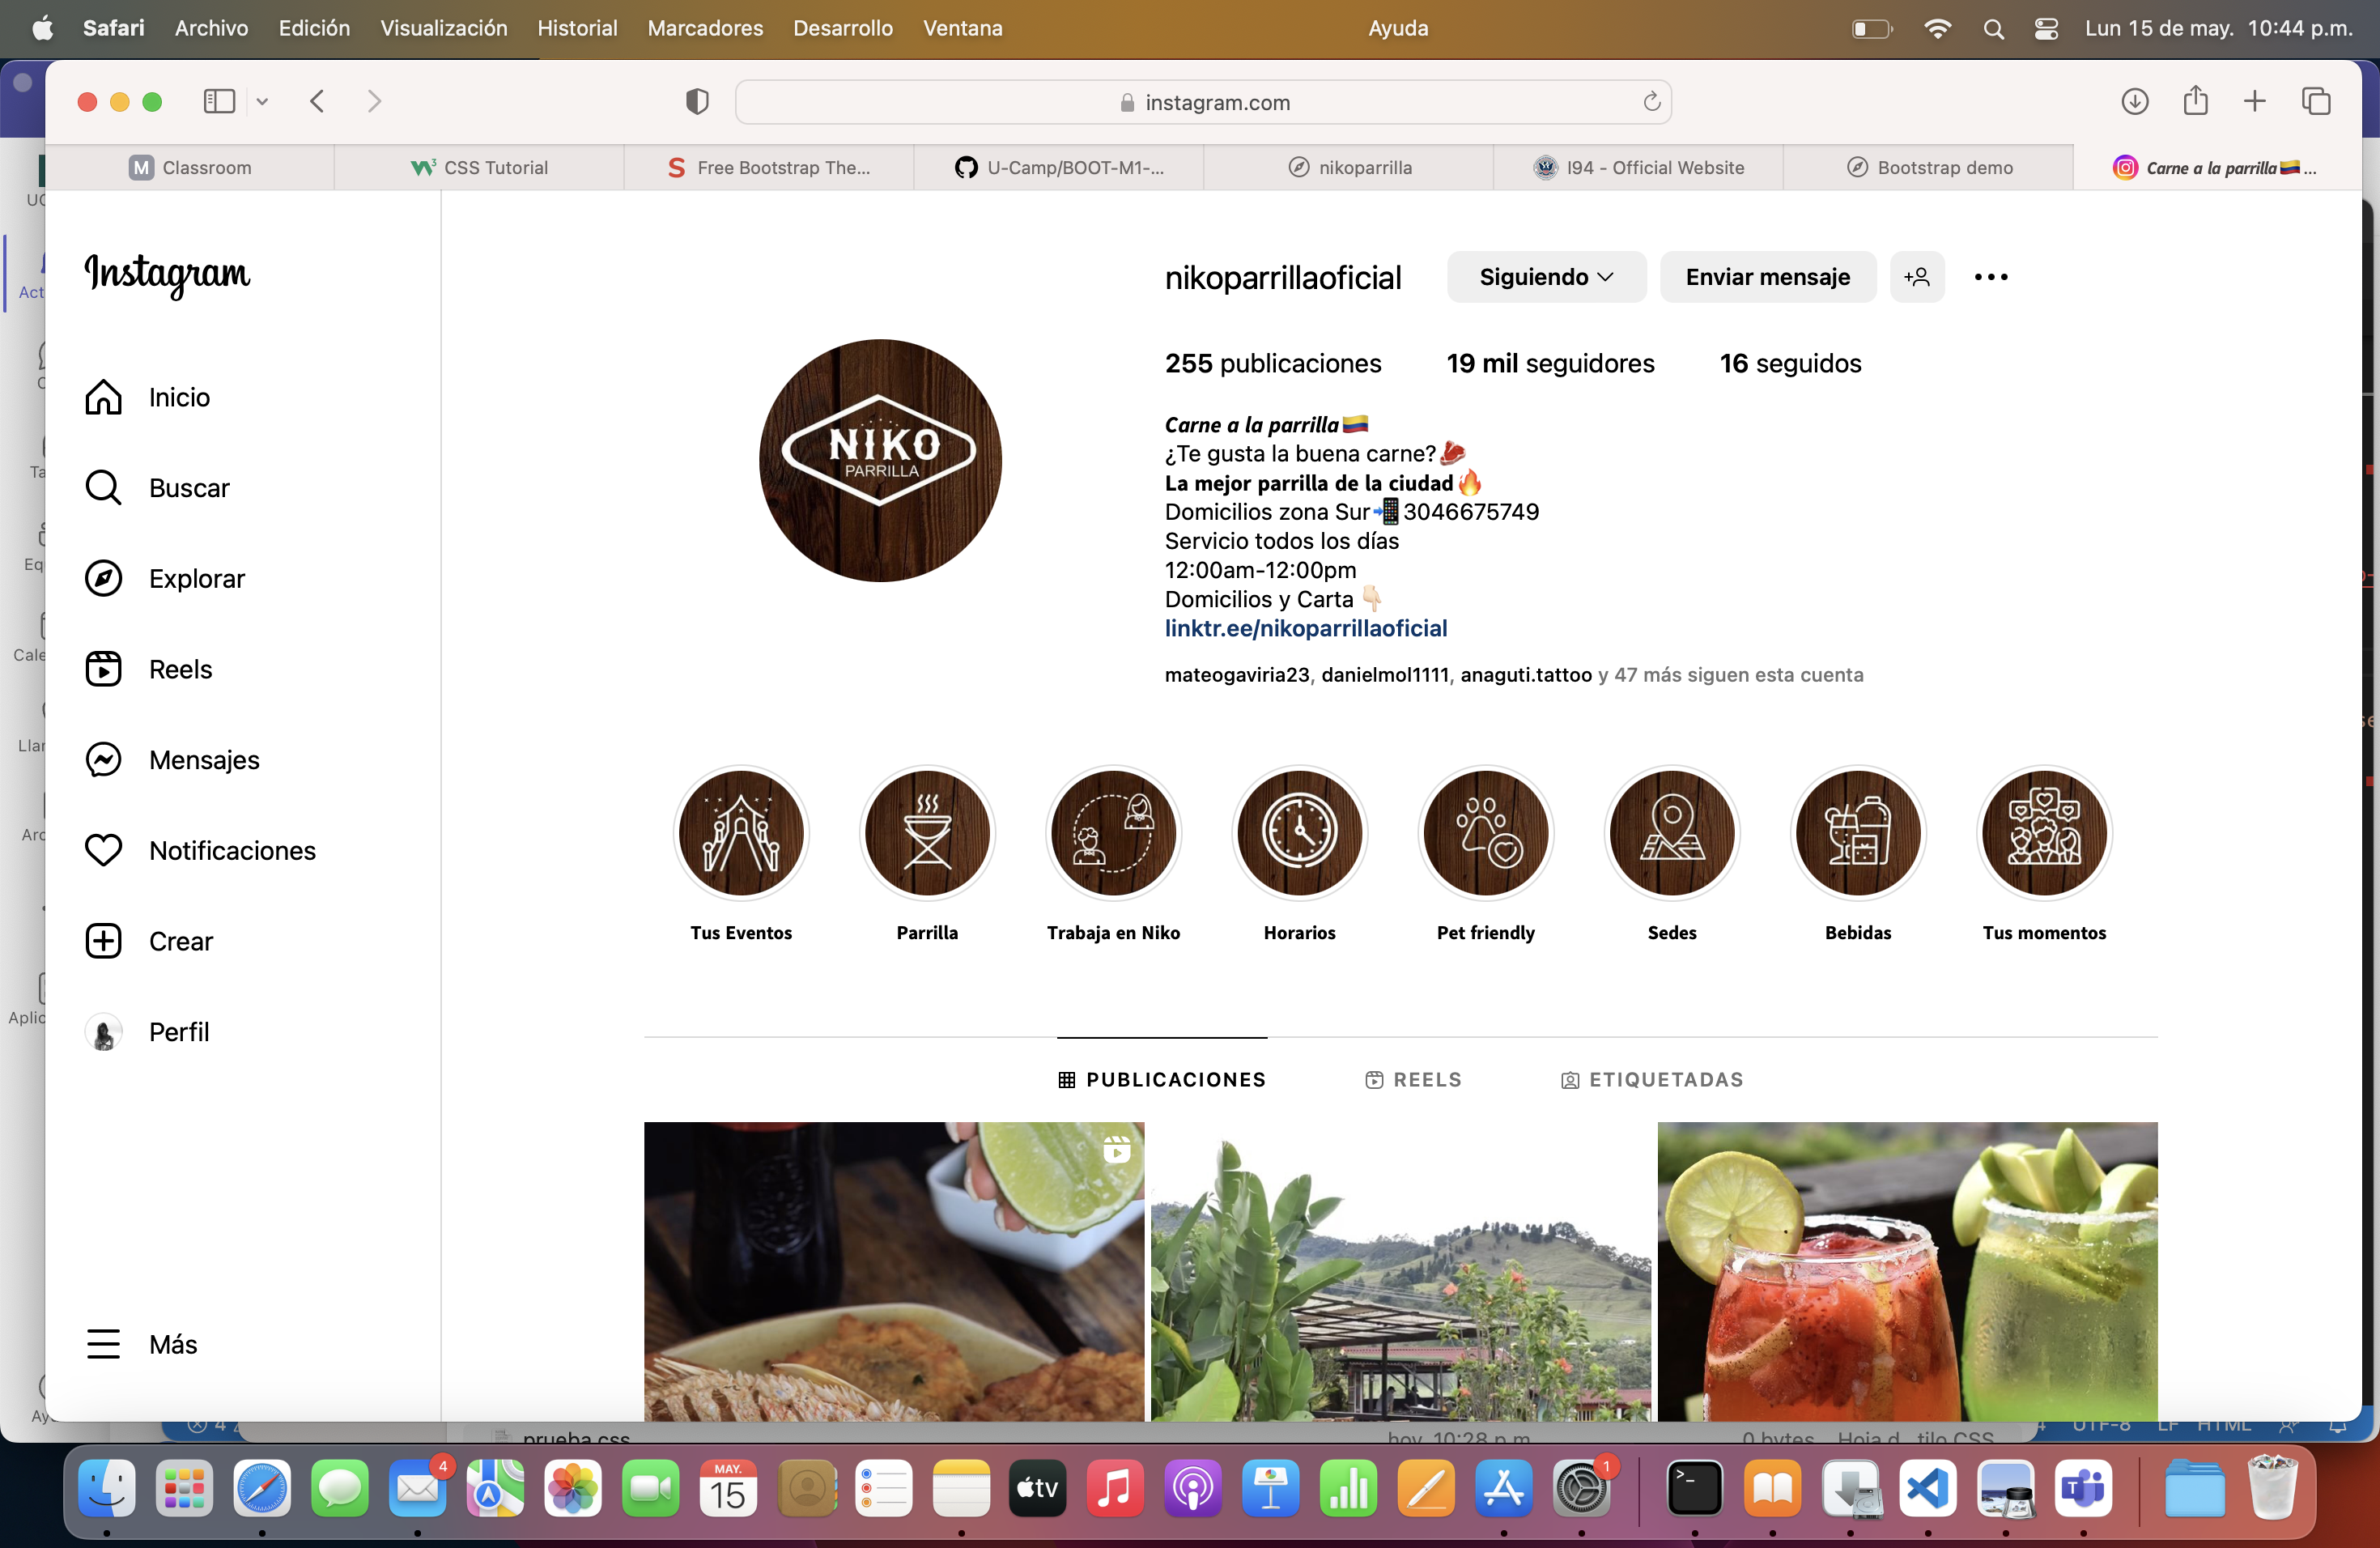 Safari Archivo Edición Visualización Historial Marcadores Desarrollo Ventana Ayuda Lun 15 de may. 10:44 p.m.
instagram.com
M Classroom
CSS Tutorial
S Free Bootstrap The...
U-Camp/BOOT-M1-...
nikoparrilla
I94 - Official Website
Bootstrap demo
Carne a la parrilla🇨🇴...
Instagram
Inicio
Buscar
Explorar
Reels
Mensajes
Notificaciones
Crear
Perfil
Más
nikoparrillaoficial Siguiendo Enviar mensaje
255 publicaciones 19 mil seguidores 16 seguidos
NIKO
PARRILLA
Carne a la parrilla🇨🇴
¿Te gusta la buena carne?🥩
La mejor parrilla de la ciudad🔥
Domicilios zona Sur📲3046675749
Servicio todos los días
12:00am-12:00pm
Domicilios y Carta 👇🏻
linktr.ee/nikoparrillaoficial
mateogaviria23, danielmol1111, anaguti.tattoo y 47 más siguen esta cuenta
Tus Eventos Parrilla Trabaja en Niko Horarios Pet friendly Sedes Bebidas Tus momentos
PUBLICACIONES REELS ETIQUETADAS
prueba.css hoy, 10:28 p.m. 0 bytes
UTF-8 LF HTML
4
MAY.
15
tv
1
T